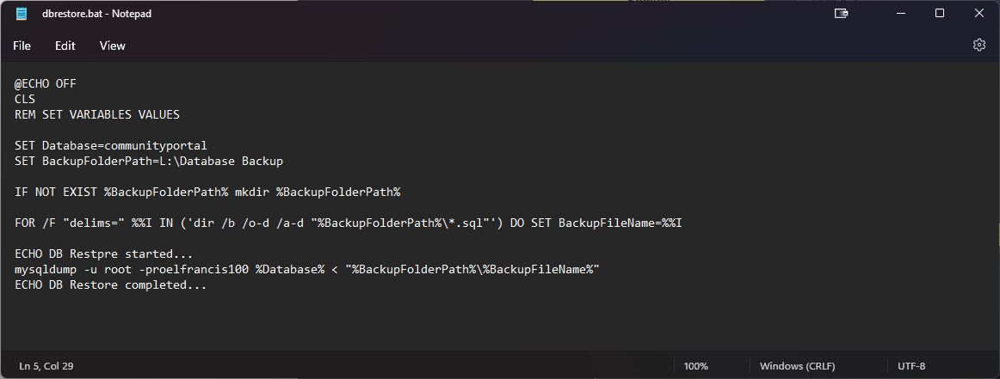 dbrestore.bat - Notepad
File Edit View
@ECHO OFF
CLS
REM SET VARIABLES VALUES
SET Database=communityportal
SET BackupFolderPath=L:\Database Backup
IF NOT EXIST %BackupFolderPath% mkdir %BackupFolderPath%
FOR /F "delims=" %%I IN ('dir /b /o-d /a-d "%BackupFolderPath%\*.sql"') DO SET BackupFileName=%%I
ECHO DB Restpre started...
mysqldump -u root -proelfrancis100 %Database% < "%BackupFolderPath%\%BackupFileName%"
ECHO DB Restore completed...
Ln 5, Col 29 100% Windows (CRLF) UTF-8